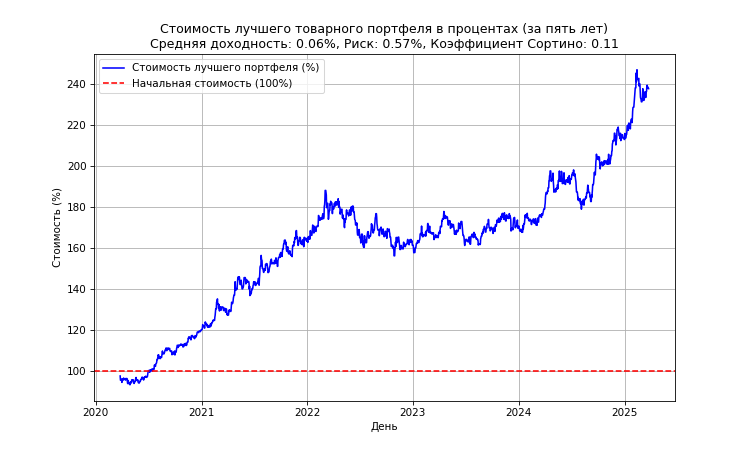 Стоимость лучшего товарного портфеля в процентах (за пять лет)
Средняя доходность: 0.06%, Риск: 0.57%, Коэффициент Сортино: 0.11
Стоимость лучшего портфеля (%)
Начальная стоимость (100%)
Стоимость (%)
240
220
200
180
160
140
120
100
2020
2021
2022
2023
2024
2025
День